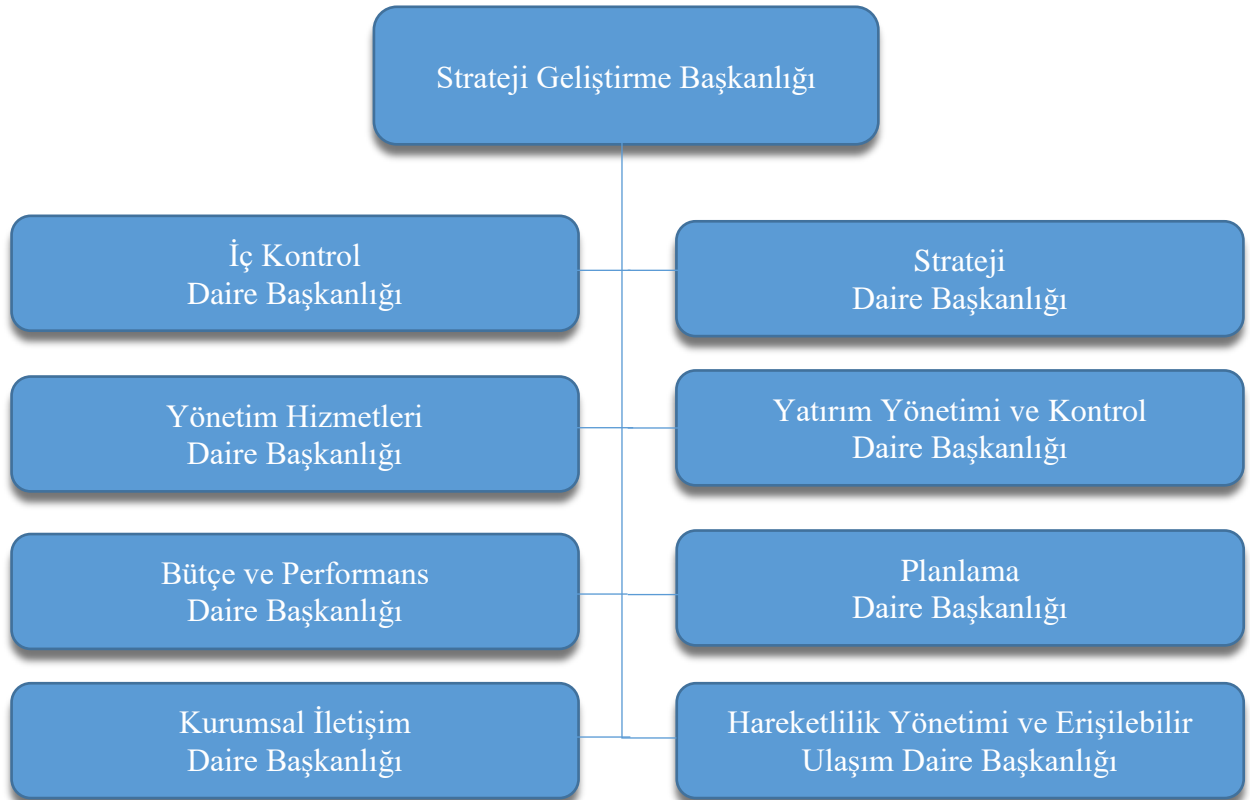 Strateji Geliştirme Başkanlığı
İç Kontrol
Daire Başkanlığı
Strateji
Daire Başkanlığı
Yönetim Hizmetleri
Daire Başkanlığı
Yatırım Yönetimi ve Kontrol
Daire Başkanlığı
Bütçe ve Performans
Daire Başkanlığı
Planlama
Daire Başkanlığı
Kurumsal İletişim
Daire Başkanlığı
Hareketlilik Yönetimi ve Erişilebilir
Ulaşım Daire Başkanlığı